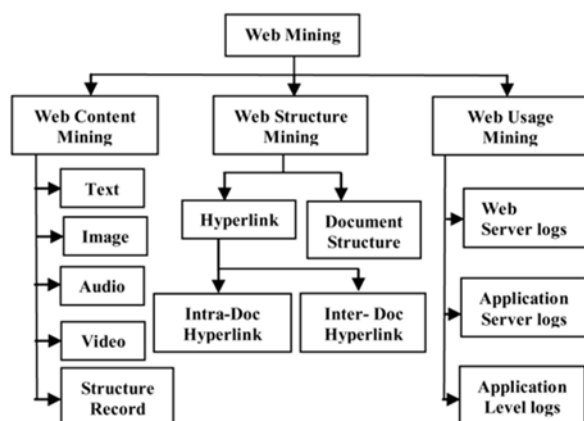 Web Mining
Web Content
Mining
Web Structure
Mining
Web Usage
Mining
Text
Image
Audio
Video
Structure
Record
Hyperlink
Document
Structure
Intra-Doc
Hyperlink
Inter- Doc
Hyperlink
Web
Server logs
Application
Server logs
Application
Level logs